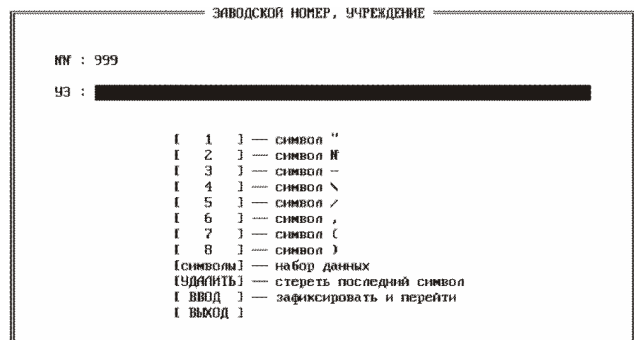 ЗАВОДСКОЙ НОМЕР, УЧРЕЖДЕНИЕ
№№ : 999
УЗ :
[ 1 ] — символ "
[ 2 ] — символ №
[ 3 ] — символ -
[ 4 ] — символ \
[ 5 ] — символ /
[ 6 ] — символ ,
[ 7 ] — символ (
[ 8 ] — символ )
[символы] — набор данных
[УДАЛИТЬ] — стереть последний символ
[ ВВОД ] — зафиксировать и перейти
[ ВЫХОД ]